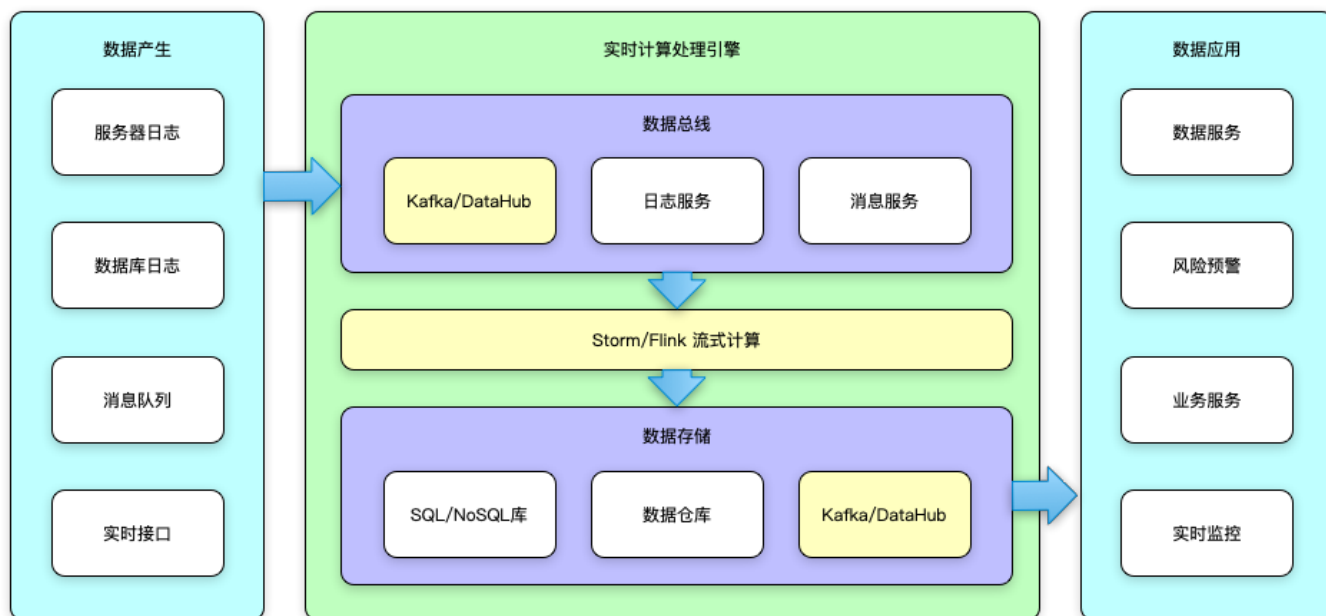 数据产生
服务器日志
数据库日志
消息队列
实时接口
实时计算处理引擎
数据总线
Kafka/DataHub
日志服务
消息服务
Storm/Flink 流式计算
数据存储
SQL/NoSQL库
数据仓库
Kafka/DataHub
数据应用
数据服务
风险预警
业务服务
实时监控